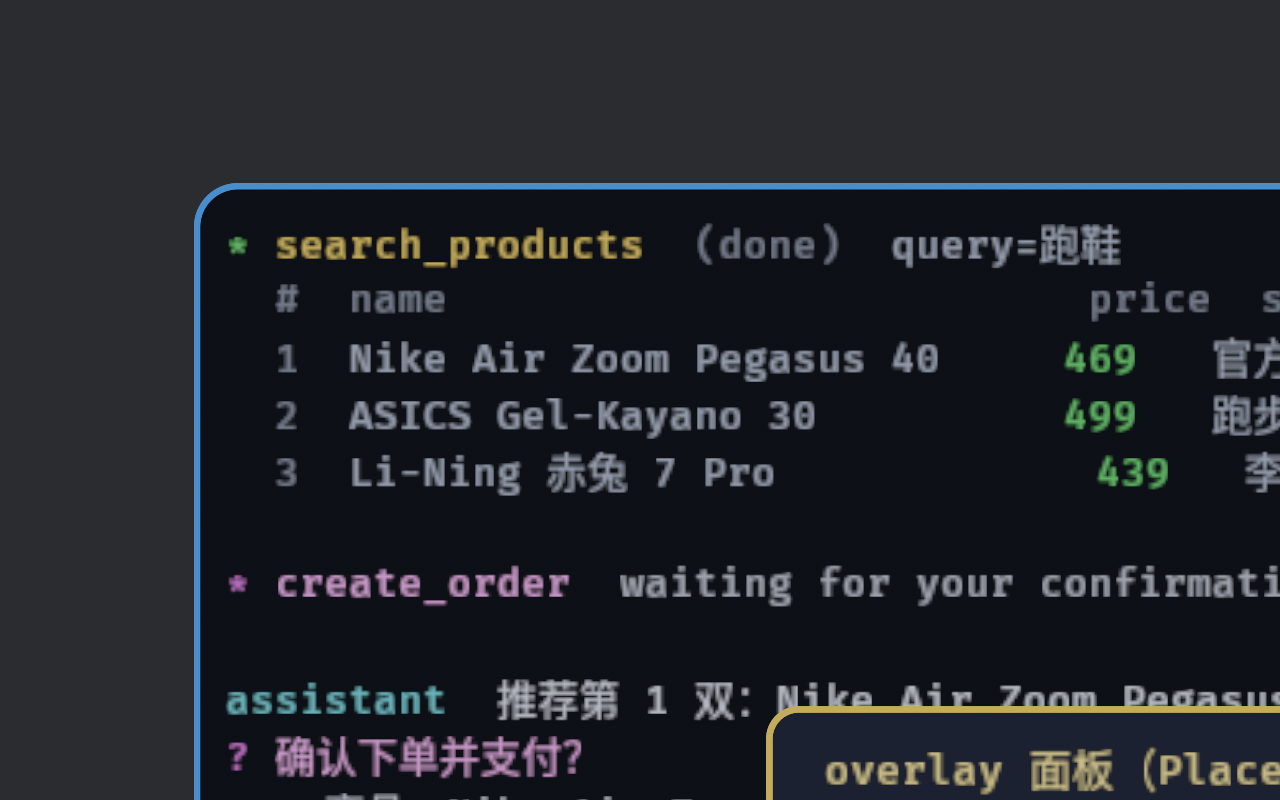 * search_products (done) query=跑鞋
# name price s
1 Nike Air Zoom Pegasus 40 469 官方
2 ASICS Gel-Kayano 30 499 跑步
3 Li-Ning 赤兔 7 Pro 439 李
* create_order waiting for your confirmati
assistant 推荐第 1 双: Nike Air Zoom Pegasus
? 确认下单并支付?
overlay 面板 (Place